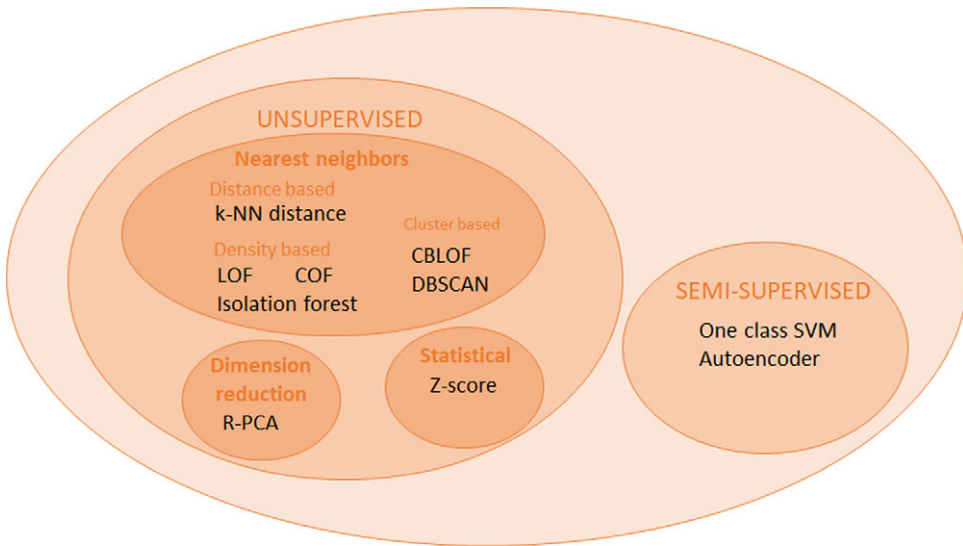 UNSUPERVISED
Nearest neighbors
Distance based
k-NN distance
Density based
LOF COF
Isolation forest
Cluster based
CBLOF
DBSCAN
Dimension
reduction
R-PCA
Statistical
Z-score
SEMI-SUPERVISED
One class SVM
Autoencoder